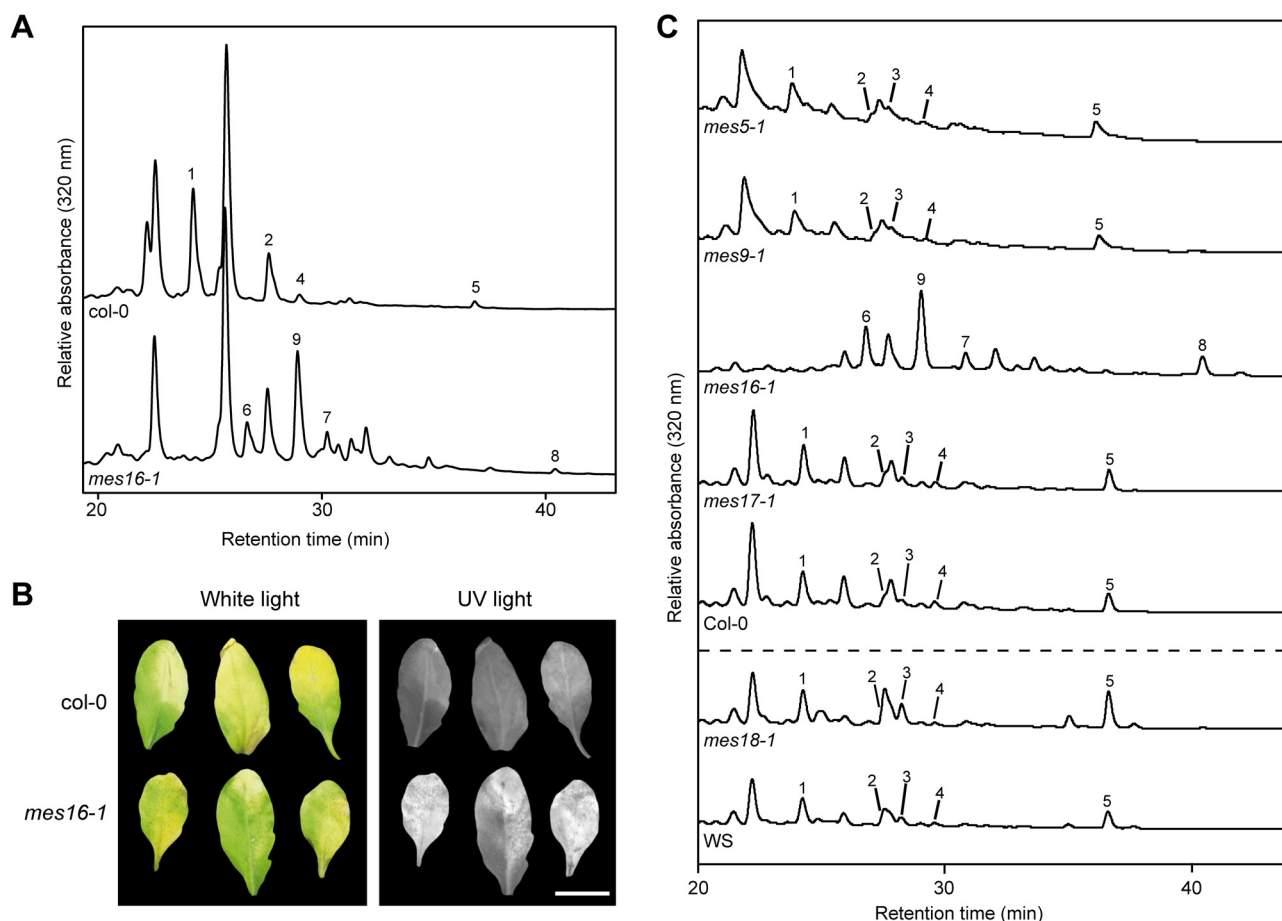 A
Relative absorbance (320 nm)
1
2
4
5
col-0
9
6
7
8
mes16-1
20
30
40
Retention time (min)
B
White light
UV light
col-0
mes16-1
C
Relative absorbance (320 nm)
1
2
3
4
5
mes5-1
1
2
3
4
5
mes9-1
9
6
7
8
mes16-1
1
2
3
4
5
mes17-1
Relative absorbance (320 nm)
1
2
3
4
5
Col-0
1
2
3
4
5
mes18-1
1
2
3
4
5
WS
20
30
40
Retention time (min)